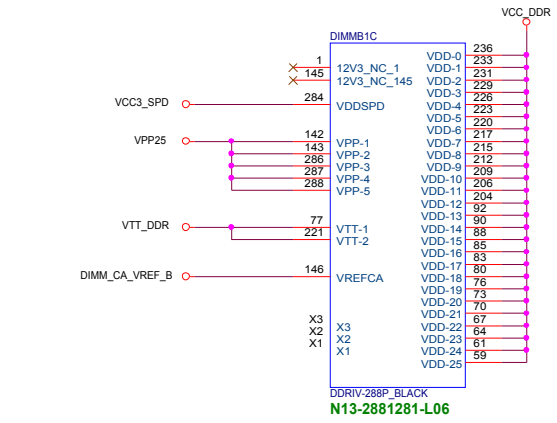 VCC_DDR
DIMMB1C
1 12V3_NC_1
145 12V3_NC_145
VCC3_SPD 284 VDDSPD
VPP25 142 VPP-1
143 VPP-2
286 VPP-3
287 VPP-4
288 VPP-5
VTT_DDR 77 VTT-1
221 VTT-2
DIMM_CA_VREF_B 146 VREFCA
X3 X3
X2 X2
X1 X1
VDD-0 236
VDD-1 233
VDD-2 231
VDD-3 229
VDD-4 226
VDD-5 223
VDD-6 220
VDD-7 217
VDD-8 215
VDD-9 212
VDD-10 209
VDD-11 206
VDD-12 204
VDD-13 92
VDD-14 90
VDD-15 88
VDD-16 85
VDD-17 83
VDD-18 80
VDD-19 76
VDD-20 73
VDD-21 70
VDD-22 67
VDD-23 64
VDD-24 61
VDD-25 59
DDRIV-288P_BLACK
N13-2881281-L06